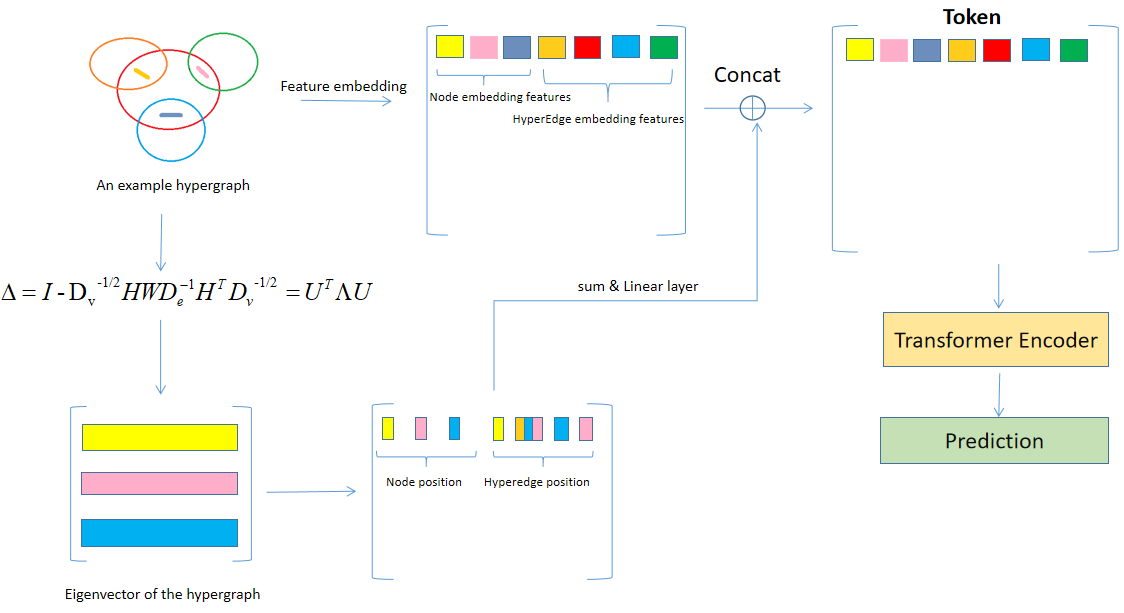 Token
Feature embedding
Concat
Node embedding features
HyperEdge embedding features
An example hypergraph
Δ = I - D_v^{-1/2} HWD_e^{-1} H^T D_v^{-1/2} = U^T Λ U
sum & Linear layer
Transformer Encoder
Prediction
Node position
Hyperedge position
Eigenvector of the hypergraph